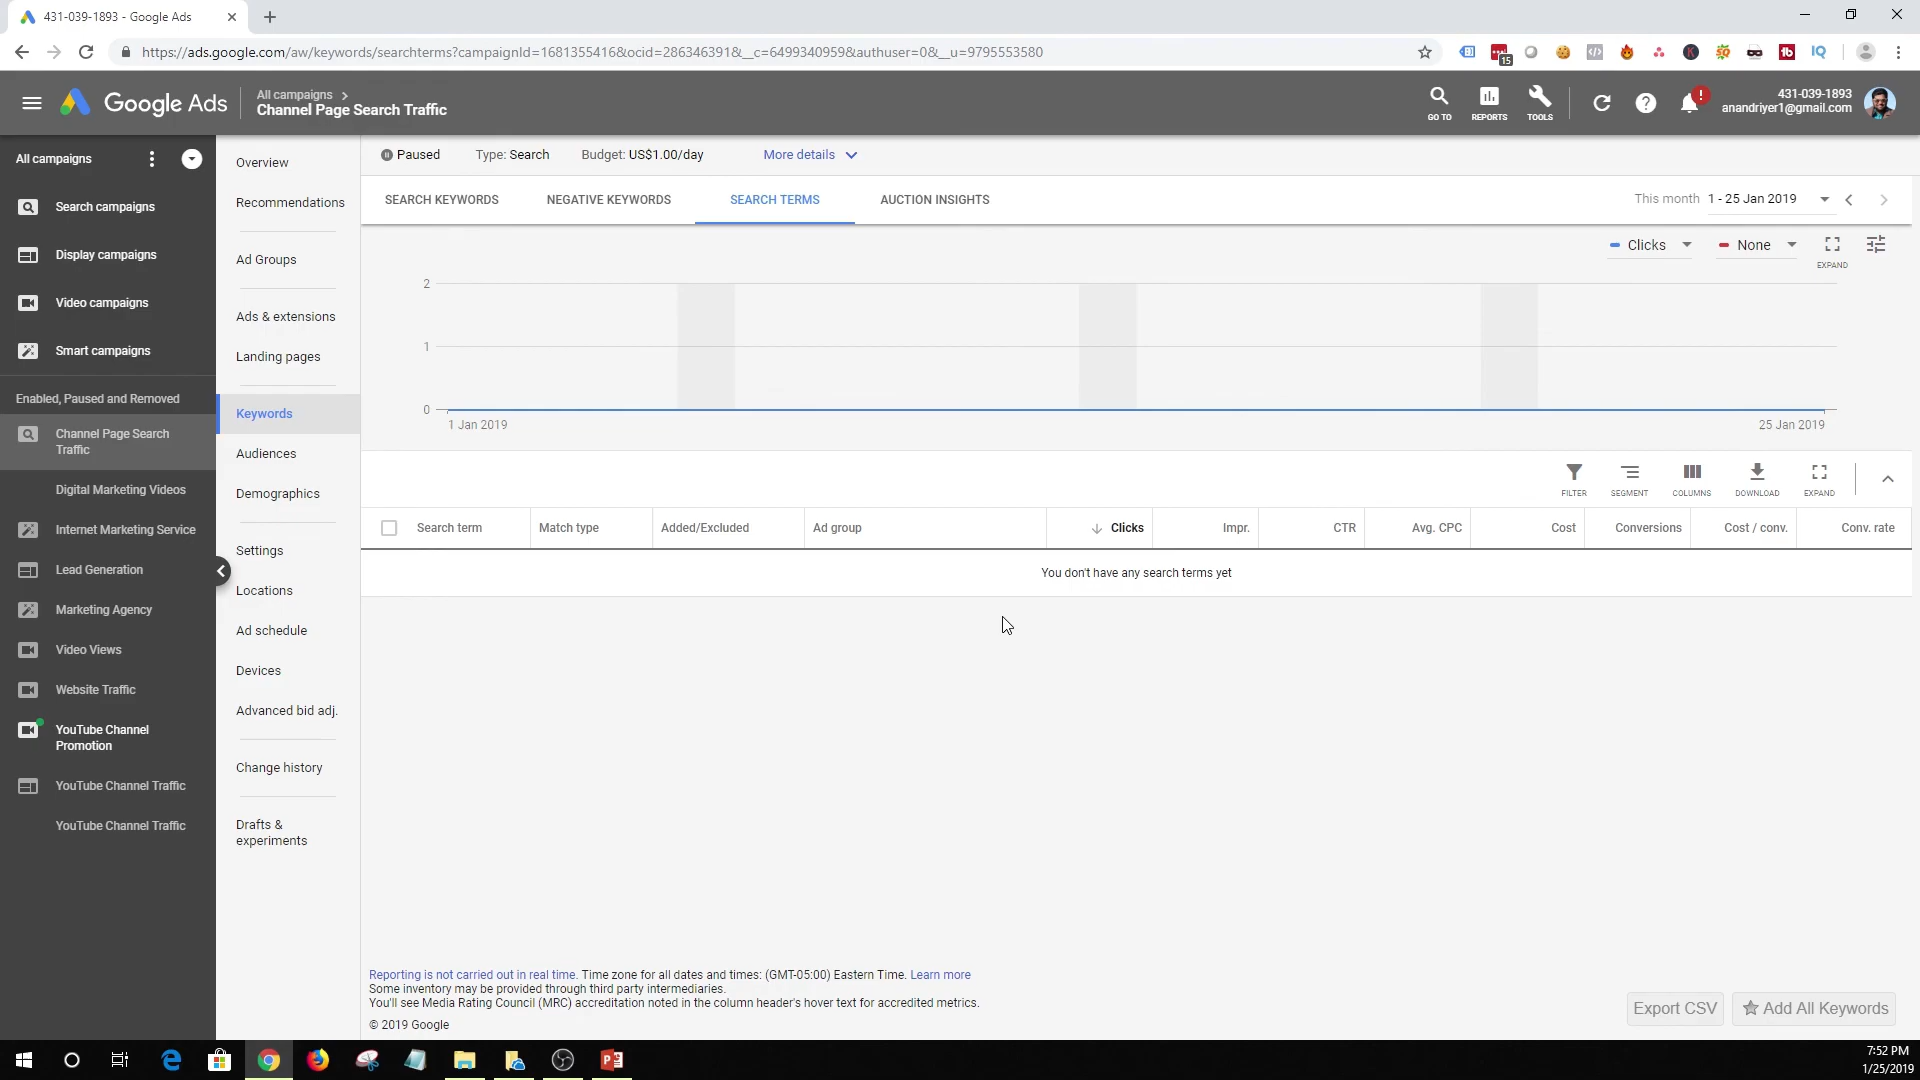 431-039-1893 - Google Ads
https://ads.google.com/aw/keywords/searchterms?campaignId=1681355416&ocid=286346391&__c=6499340959&authuser=0&__u=9795553580
15
Google Ads
All campaigns
Channel Page Search Traffic
GO TO
REPORTS
TOOLS
431-039-1893
anandriyer1@gmail.com
All campaigns
Search campaigns
Display campaigns
Video campaigns
Smart campaigns
Enabled, Paused and Removed
Channel Page Search
Traffic
Digital Marketing Videos
Internet Marketing Service
Lead Generation
Marketing Agency
Video Views
Website Traffic
YouTube Channel
Promotion
YouTube Channel Traffic
YouTube Channel Traffic
Overview
Recommendations
Ad Groups
Ads & extensions
Landing pages
Keywords
Audiences
Demographics
Settings
Locations
Ad schedule
Devices
Advanced bid adj.
Change history
Drafts &
experiments
Paused Type: Search Budget: US$1.00/day More details
SEARCH KEYWORDS NEGATIVE KEYWORDS SEARCH TERMS AUCTION INSIGHTS
This month 1 - 25 Jan 2019
Clicks None
EXPAND
2
1
0
1 Jan 2019 25 Jan 2019
FILTER SEGMENT COLUMNS DOWNLOAD EXPAND
Search term Match type Added/Excluded Ad group Clicks Impr. CTR Avg. CPC Cost Conversions Cost / conv. Conv. rate
You don't have any search terms yet
Reporting is not carried out in real time. Time zone for all dates and times: (GMT-05:00) Eastern Time. Learn more
Some inventory may be provided through third party intermediaries.
You'll see Media Rating Council (MRC) accreditation noted in the column header's hover text for accredited metrics.
© 2019 Google
Export CSV Add All Keywords
7:52 PM
1/25/2019